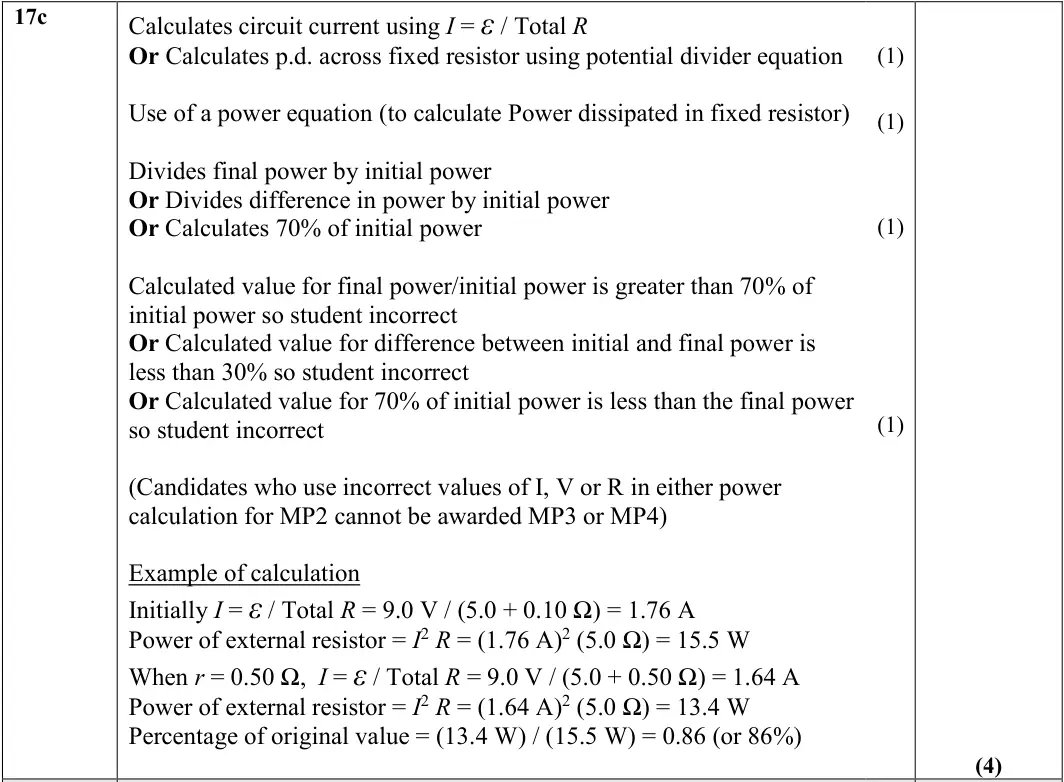 17c
Calculates circuit current using I = Ɛ / Total R
Or Calculates p.d. across fixed resistor using potential divider equation (1)
Use of a power equation (to calculate Power dissipated in fixed resistor) (1)
Divides final power by initial power
Or Divides difference in power by initial power
Or Calculates 70% of initial power (1)
Calculated value for final power/initial power is greater than 70% of
initial power so student incorrect
Or Calculated value for difference between initial and final power is
less than 30% so student incorrect
Or Calculated value for 70% of initial power is less than the final power
so student incorrect (1)
(Candidates who use incorrect values of I, V or R in either power
calculation for MP2 cannot be awarded MP3 or MP4)
Example of calculation
Initially I = Ɛ / Total R = 9.0 V / (5.0 + 0.10 Ω) = 1.76 A
Power of external resistor = I² R = (1.76 A)² (5.0 Ω) = 15.5 W
When r = 0.50 Ω, I = Ɛ / Total R = 9.0 V / (5.0 + 0.50 Ω) = 1.64 A
Power of external resistor = I² R = (1.64 A)² (5.0 Ω) = 13.4 W
Percentage of original value = (13.4 W) / (15.5 W) = 0.86 (or 86%)
(4)